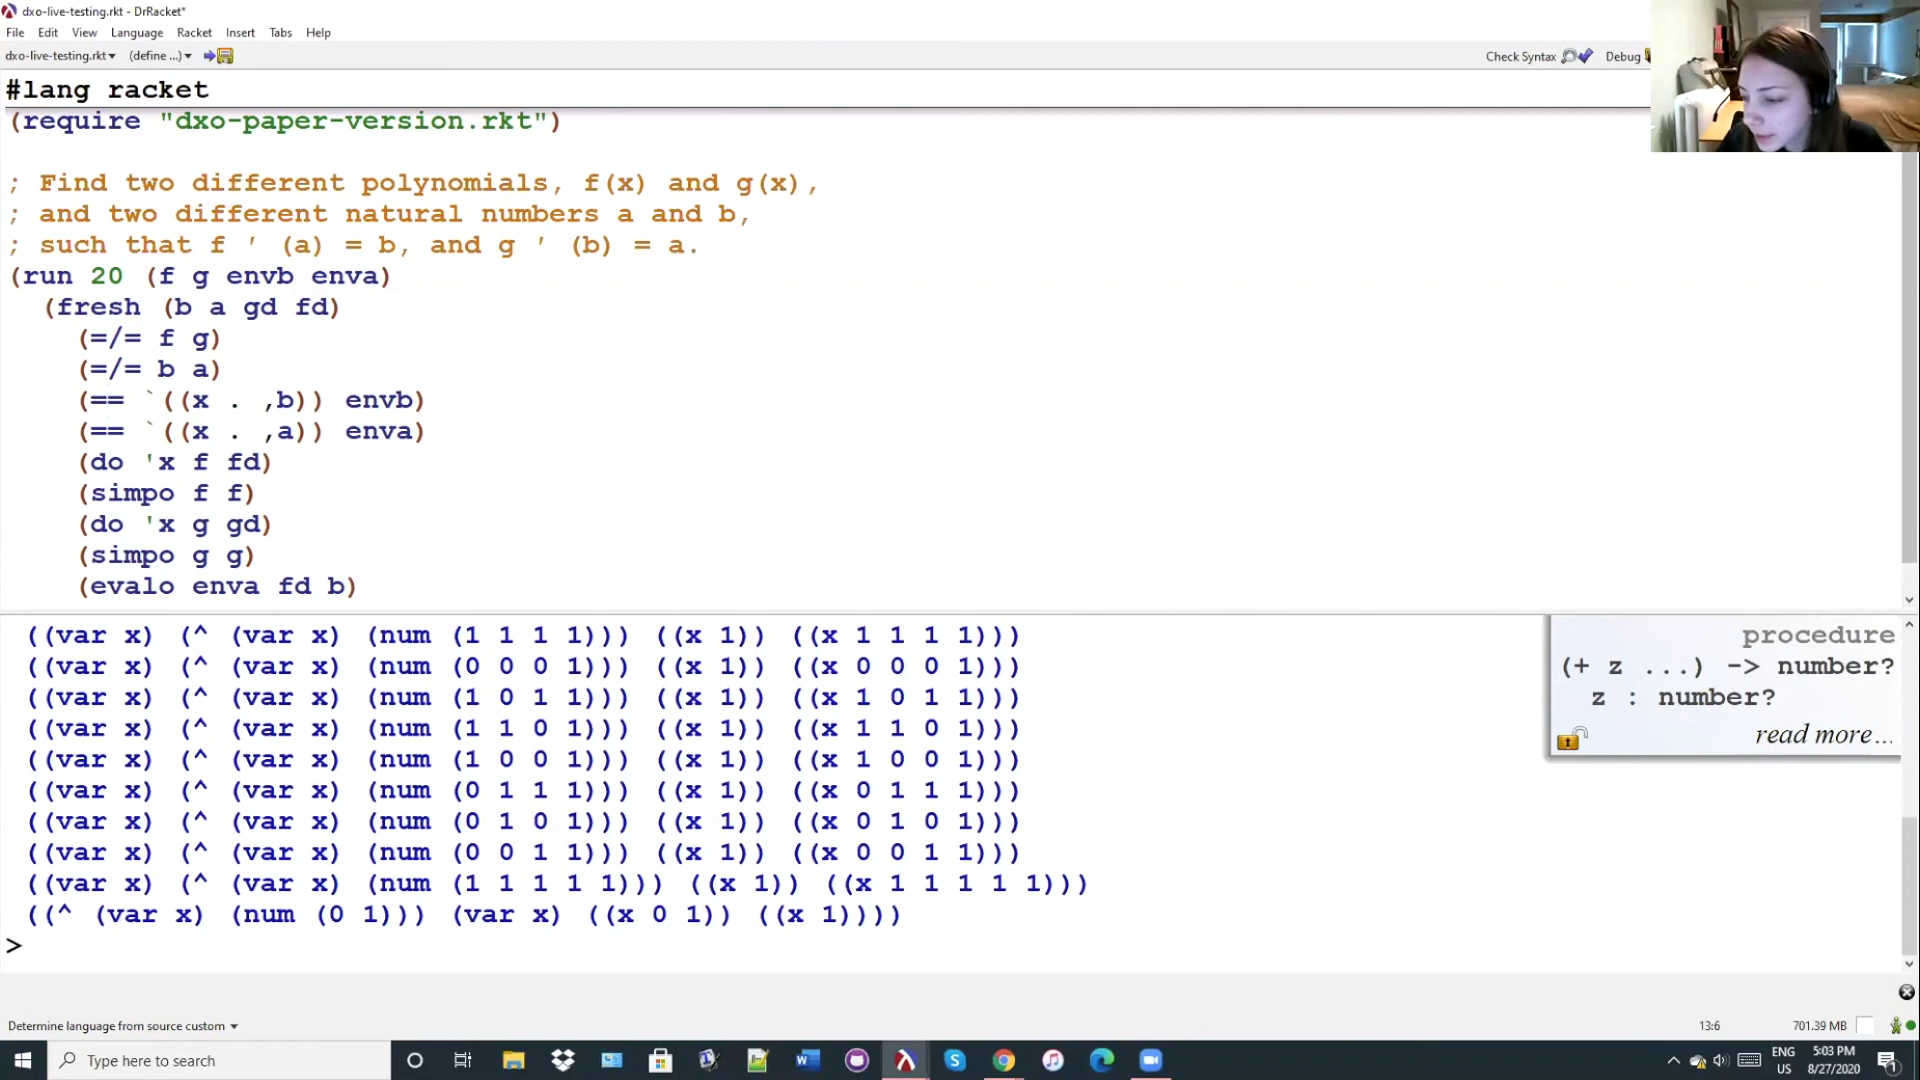 dxo-live-testing.rkt - DrRacket*
File Edit View Language Racket Insert Tabs Help
dxo-live-testing.rkt▾ (define ...)▾
Check Syntax Debug
#lang racket
(require "dxo-paper-version.rkt")
; Find two different polynomials, f(x) and g(x),
; and two different natural numbers a and b,
; such that f ′ (a) = b, and g ′ (b) = a.
(run 20 (f g envb enva)
(fresh (b a gd fd)
(=/= f g)
(=/= b a)
(== `((x . ,b)) envb)
(== `((x . ,a)) enva)
(do 'x f fd)
(simpo f f)
(do 'x g gd)
(simpo g g)
(evalo enva fd b)
((var x) (^ (var x) (num (1 1 1 1))) ((x 1)) ((x 1 1 1 1)))
((var x) (^ (var x) (num (0 0 0 1))) ((x 1)) ((x 0 0 0 1)))
((var x) (^ (var x) (num (1 0 1 1))) ((x 1)) ((x 1 0 1 1)))
((var x) (^ (var x) (num (1 1 0 1))) ((x 1)) ((x 1 1 0 1)))
((var x) (^ (var x) (num (1 0 0 1))) ((x 1)) ((x 1 0 0 1)))
((var x) (^ (var x) (num (0 1 1 1))) ((x 1)) ((x 0 1 1 1)))
((var x) (^ (var x) (num (0 1 0 1))) ((x 1)) ((x 0 1 0 1)))
((var x) (^ (var x) (num (0 0 1 1))) ((x 1)) ((x 0 0 1 1)))
((var x) (^ (var x) (num (1 1 1 1 1))) ((x 1)) ((x 1 1 1 1 1)))
((^ (var x) (num (0 1))) (var x) ((x 0 1)) ((x 1))))
>
procedure
(+ z ...) -> number?
z : number?
read more...
Determine language from source custom ▾
13:6
701.39 MB
Type here to search
ENG
US
5:03 PM
8/27/2020